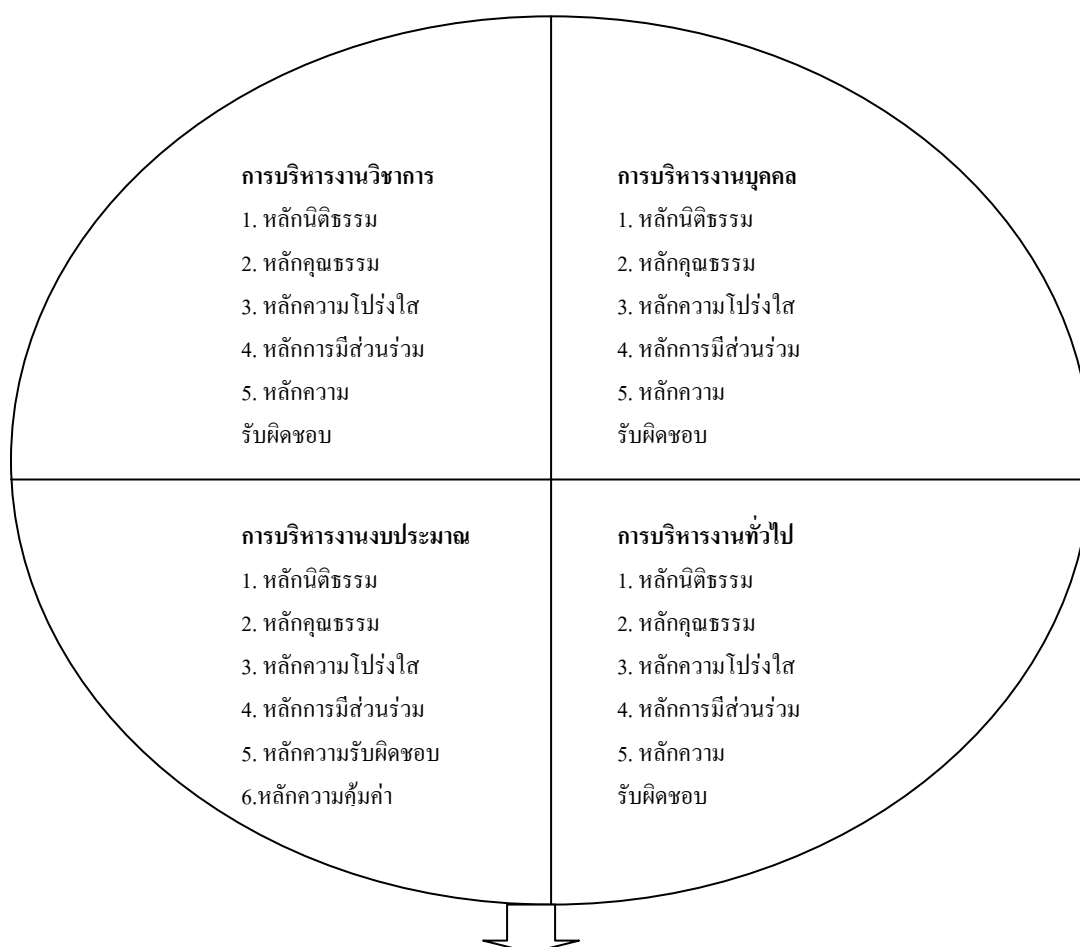 การบริหารงานวิชาการ
1. หลักนิติธรรม
2. หลักคุณธรรม
3. หลักความโปร่งใส
4. หลักการมีส่วนร่วม
5. หลักความ
รับผิดชอบ
การบริหารงานบุคคล
1. หลักนิติธรรม
2. หลักคุณธรรม
3. หลักความโปร่งใส
4. หลักการมีส่วนร่วม
5. หลักความ
รับผิดชอบ
การบริหารงานงบประมาณ
1. หลักนิติธรรม
2. หลักคุณธรรม
3. หลักความโปร่งใส
4. หลักการมีส่วนร่วม
5. หลักความรับผิดชอบ
6.หลักความคุ้มค่า
การบริหารงานทั่วไป
1. หลักนิติธรรม
2. หลักคุณธรรม
3. หลักความโปร่งใส
4. หลักการมีส่วนร่วม
5. หลักความ
รับผิดชอบ